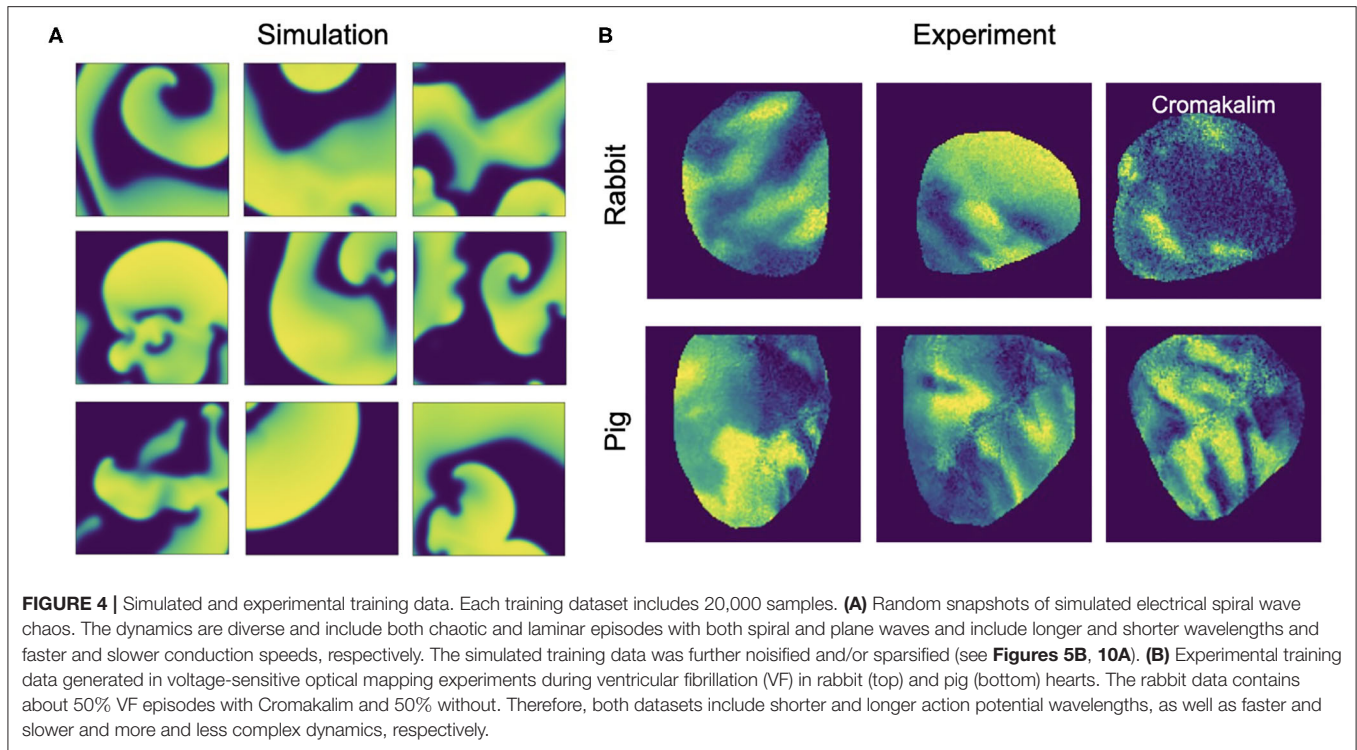 A
Simulation
B
Experiment
Cromakalim
Rabbit
Pig
FIGURE 4 | Simulated and experimental training data. Each training dataset includes 20,000 samples. (A) Random snapshots of simulated electrical spiral wave
chaos. The dynamics are diverse and include both chaotic and laminar episodes with both spiral and plane waves and include longer and shorter wavelengths and
faster and slower conduction speeds, respectively. The simulated training data was further noisified and/or sparsified (see Figures 5B, 10A). (B) Experimental training
data generated in voltage-sensitive optical mapping experiments during ventricular fibrillation (VF) in rabbit (top) and pig (bottom) hearts. The rabbit data contains
about 50% VF episodes with Cromakalim and 50% without. Therefore, both datasets include shorter and longer action potential wavelengths, as well as faster and
slower and more and less complex dynamics, respectively.